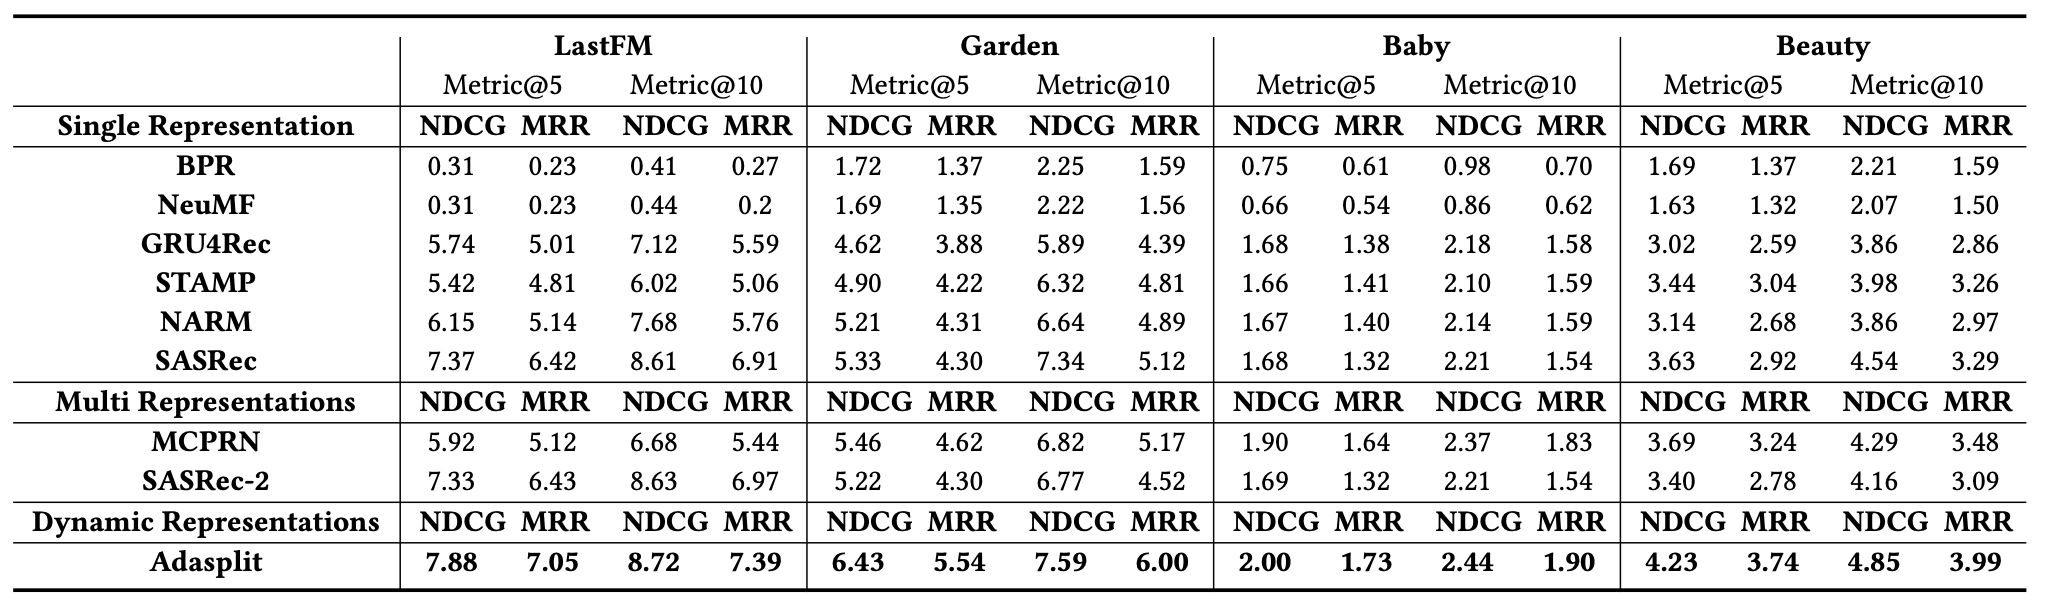 LastFM Garden Baby Beauty
Metric@5 Metric@10 Metric@5 Metric@10 Metric@5 Metric@10 Metric@5 Metric@10
Single Representation NDCG MRR NDCG MRR NDCG MRR NDCG MRR NDCG MRR NDCG MRR NDCG MRR NDCG MRR
BPR 0.31 0.23 0.41 0.27 1.72 1.37 2.25 1.59 0.75 0.61 0.98 0.70 1.69 1.37 2.21 1.59
NeuMF 0.31 0.23 0.44 0.2 1.69 1.35 2.22 1.56 0.66 0.54 0.86 0.62 1.63 1.32 2.07 1.50
GRU4Rec 5.74 5.01 7.12 5.59 4.62 3.88 5.89 4.39 1.68 1.38 2.18 1.58 3.02 2.59 3.86 2.86
STAMP 5.42 4.81 6.02 5.06 4.90 4.22 6.32 4.81 1.66 1.41 2.10 1.59 3.44 3.04 3.98 3.26
NARM 6.15 5.14 7.68 5.76 5.21 4.31 6.64 4.89 1.67 1.40 2.14 1.59 3.14 2.68 3.86 2.97
SASRec 7.37 6.42 8.61 6.91 5.33 4.30 7.34 5.12 1.68 1.32 2.21 1.54 3.63 2.92 4.54 3.29
Multi Representations NDCG MRR NDCG MRR NDCG MRR NDCG MRR NDCG MRR NDCG MRR NDCG MRR NDCG MRR
MCPRN 5.92 5.12 6.68 5.44 5.46 4.62 6.82 5.17 1.90 1.64 2.37 1.83 3.69 3.24 4.29 3.48
SASRec-2 7.33 6.43 8.63 6.97 5.22 4.30 6.77 4.52 1.69 1.32 2.21 1.54 3.40 2.78 4.16 3.09
Dynamic Representations NDCG MRR NDCG MRR NDCG MRR NDCG MRR NDCG MRR NDCG MRR NDCG MRR NDCG MRR
Adasplit 7.88 7.05 8.72 7.39 6.43 5.54 7.59 6.00 2.00 1.73 2.44 1.90 4.23 3.74 4.85 3.99